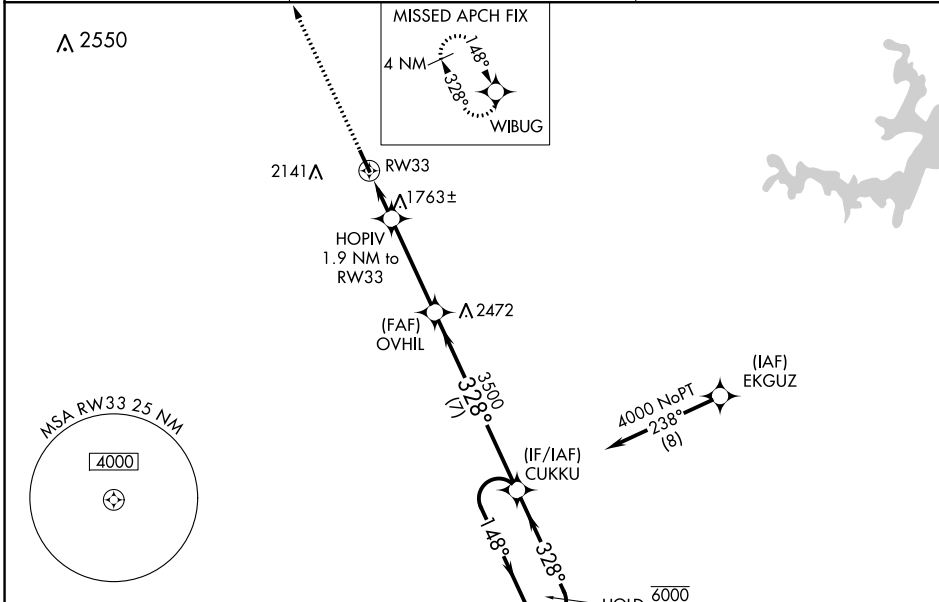 MISSED APCH FIX
4 NM
148°
328°
WIBUG
2550
2141
RW33
1763±
HOPIV
1.9 NM to
RW33
2472
(FAF)
OVHIL
3500
328°
(7)
(IAF)
EKGUZ
4000 NoPT
238°
(8)
(IF/IAF)
CUKKU
MSA RW33 25 NM
4000
148°
328°
HOLD 6000